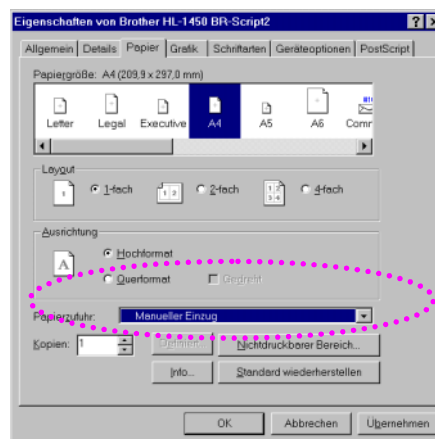 Eigenschaften von Brother HL-1450 BR-Script2
Allgemein Details Papier Grafik Schriftarten Geräteoptionen PostScript
Papiergröße: A4 (209,9 x 297,0 mm)
Letter Legal Executive A4 A5 A6 Comr
Layout
1-fach 2-fach 4-fach
Ausrichtung
Hochformat
Querformat Gedreht
Papierzufuhr: Manueller Einzug
Kopien: 1 Definiert... Nichtdruckbarer Bereich...
Info... Standard wiederherstellen
OK Abbrechen Übernehmen